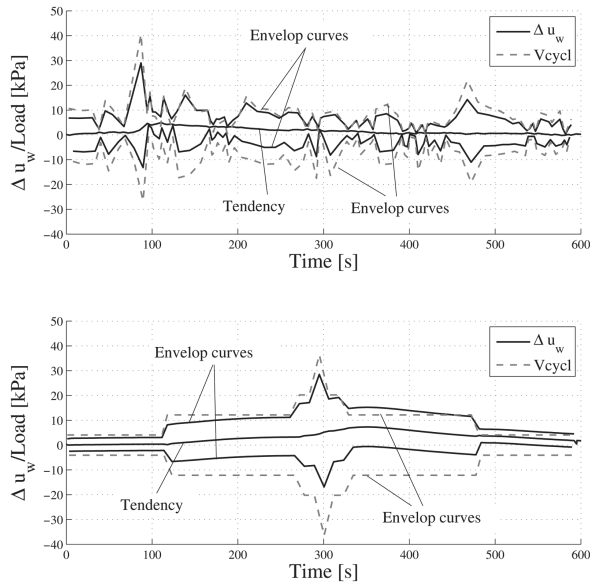 50
40
30
20
10
0
-10
-20
-30
-40
0 100 200 300 400 500 600
Δ u_w/Load [kPa]
Time [s]
Envelop curves
Tendency
Envelop curves
Δ u_w
Vcycl
50
40
30
20
10
0
-10
-20
-30
-40
0 100 200 300 400 500 600
Δ u_w/Load [kPa]
Time [s]
Envelop curves
Tendency
Envelop curves
Δ u_w
Vcycl